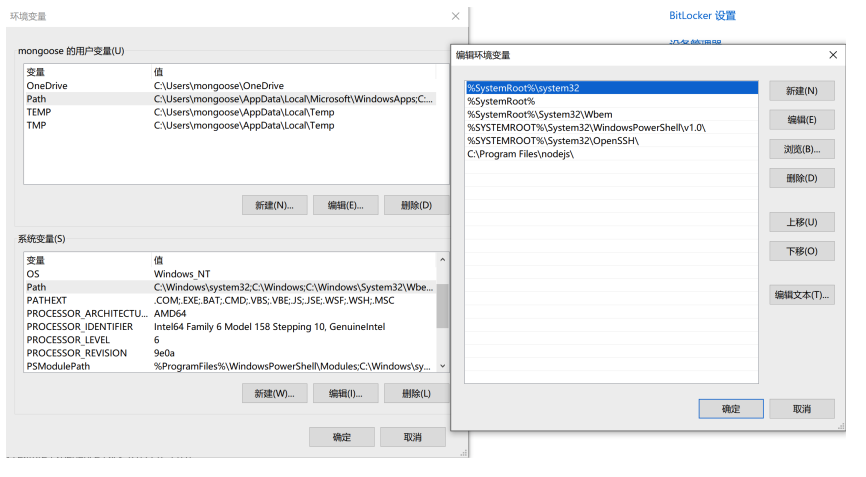 环境变量
mongoose 的用户变量(U)
变量 值
OneDrive C:\Users\mongoose\OneDrive
Path C:\Users\mongoose\AppData\Local\Microsoft\WindowsApps;C:...
TEMP C:\Users\mongoose\AppData\Local\Temp
TMP C:\Users\mongoose\AppData\Local\Temp
新建(N)... 编辑(E)... 删除(D)
系统变量(S)
变量 值
OS Windows_NT
Path C:\Windows\system32;C:\Windows;C:\Windows\System32\Wbe...
PATHEXT .COM;.EXE;.BAT;.CMD;.VBS;.VBE;.JS;.JSE;.WSF;.WSH;.MSC
PROCESSOR_ARCHITECTU... AMD64
PROCESSOR_IDENTIFIER Intel64 Family 6 Model 158 Stepping 10, GenuineIntel
PROCESSOR_LEVEL 6
PROCESSOR_REVISION 9e0a
PSModulePath %ProgramFiles%\WindowsPowerShell\Modules;C:\Windows\sy...
新建(W)... 编辑(I)... 删除(L)
确定 取消
BitLocker 设置
设备管理器
编辑环境变量
%SystemRoot%\system32
%SystemRoot%
%SystemRoot%\System32\Wbem
%SYSTEMROOT%\System32\WindowsPowerShell\v1.0\
%SYSTEMROOT%\System32\OpenSSH\
C:\Program Files\nodejs\
新建(N)
编辑(E)
浏览(B)...
删除(D)
上移(U)
下移(O)
编辑文本(T)...
确定 取消